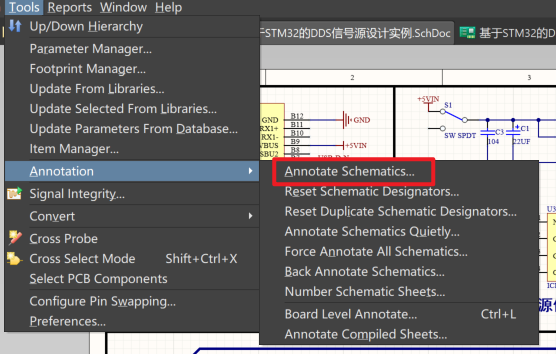 Tools Reports Window Help
Up/Down Hierarchy
于STM32的DDS信号源设计实例.SchDoc
基于STM32的D
Parameter Manager...
Footprint Manager...
Update From Libraries...
Update Selected From Libraries...
Update Parameters From Database...
Item Manager...
Annotation
Signal Integrity...
Convert
Cross Probe
Cross Select Mode Shift+Ctrl+X
Select PCB Components
Configure Pin Swapping...
Preferences...
Annotate Schematics...
Reset Schematic Designators...
Reset Duplicate Schematic Designators...
Annotate Schematics Quietly...
Force Annotate All Schematics...
Back Annotate Schematics...
Number Schematic Sheets...
Board Level Annotate... Ctrl+L
Annotate Compiled Sheets...
2
3
GND B12
RX1+ B11
RX1- B10
VBUS B9
SBU2 B8
GND
+5VIN
+5VIN
S1
SW SPDT
C3
104
C1
22UF
U3